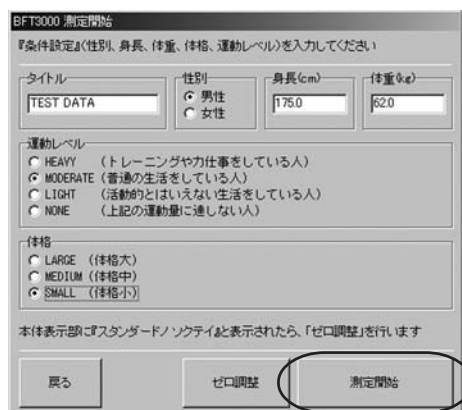 BFT3000 測定開始
『条件設定』(性別、身長、体重、体格、運動レベル)を入力してください
タイトル 性別 身長(cm) 体重(kg)
TEST DATA 男性 175.0 62.0
女性
運動レベル
HEAVY (トレーニングや力仕事をしている人)
MODERATE (普通の生活をしている人)
LIGHT (活動的とはいえない生活をしている人)
NONE (上記の運動量に達しない人)
体格
LARGE (体格大)
MEDIUM (体格中)
SMALL (体格小)
本体表示部に『スタンダードノ ソクテイ』と表示されたら、「ゼロ調整」を行います
戻る ゼロ調整 測定開始